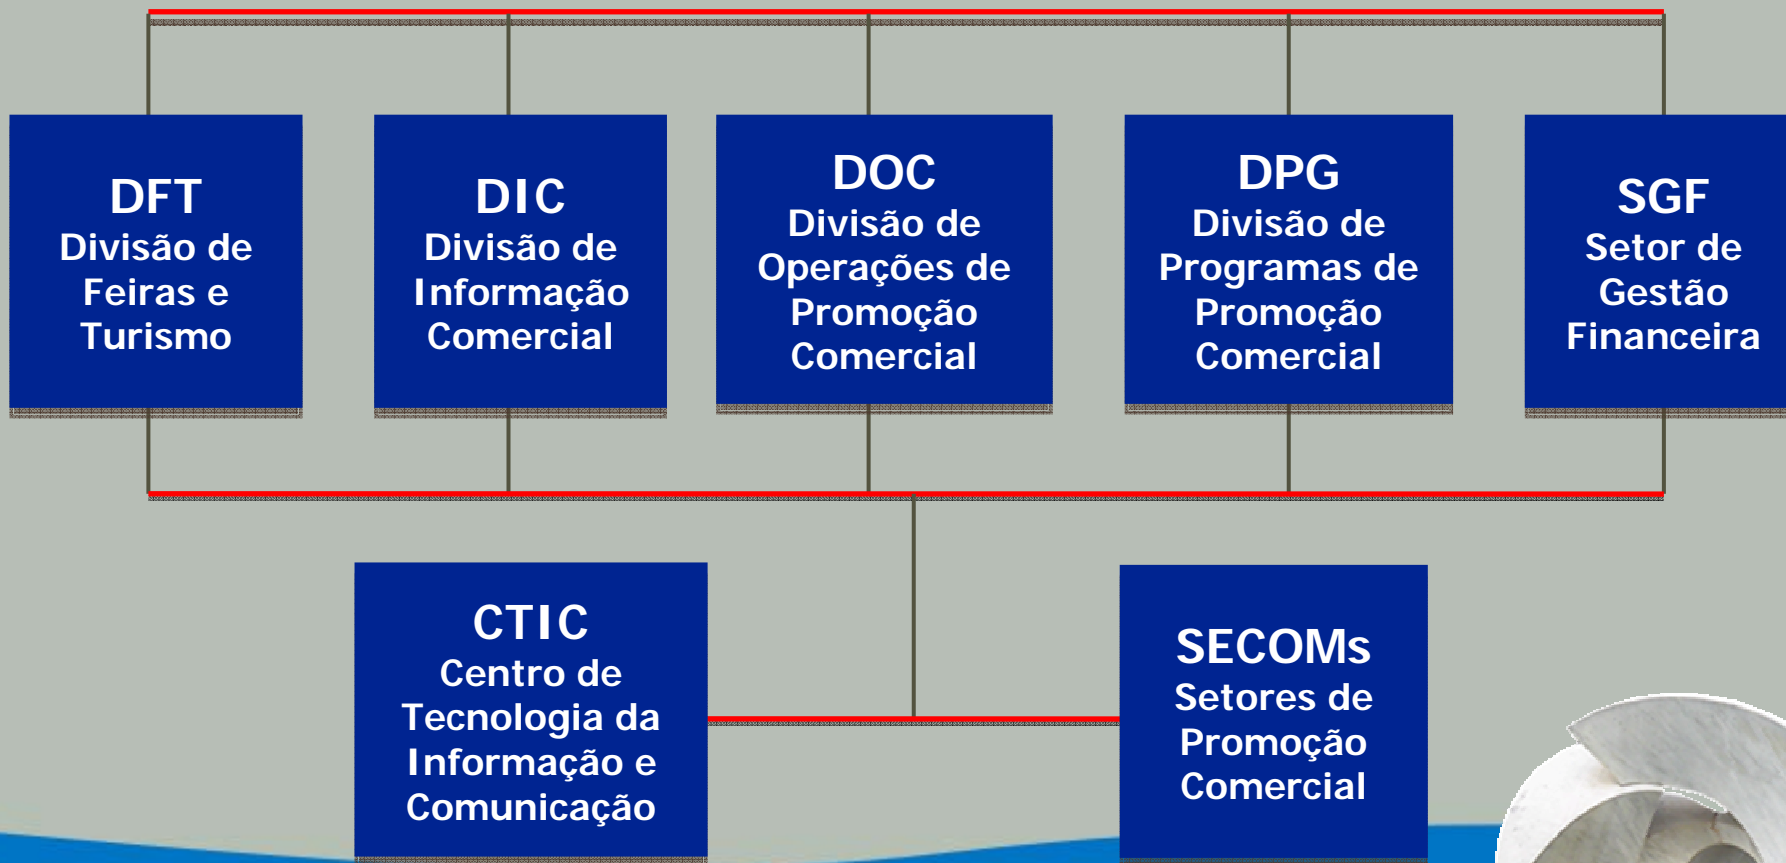 DFT
Divisão de
Feiras e
Turismo
DIC
Divisão de
Informação
Comercial
DOC
Divisão de
Operações de
Promoção
Comercial
DPG
Divisão de
Programas de
Promoção
Comercial
SGF
Setor de
Gestão
Financeira
CTIC
Centro de
Tecnologia da
Informação e
Comunicação
SECOMs
Setores de
Promoção
Comercial